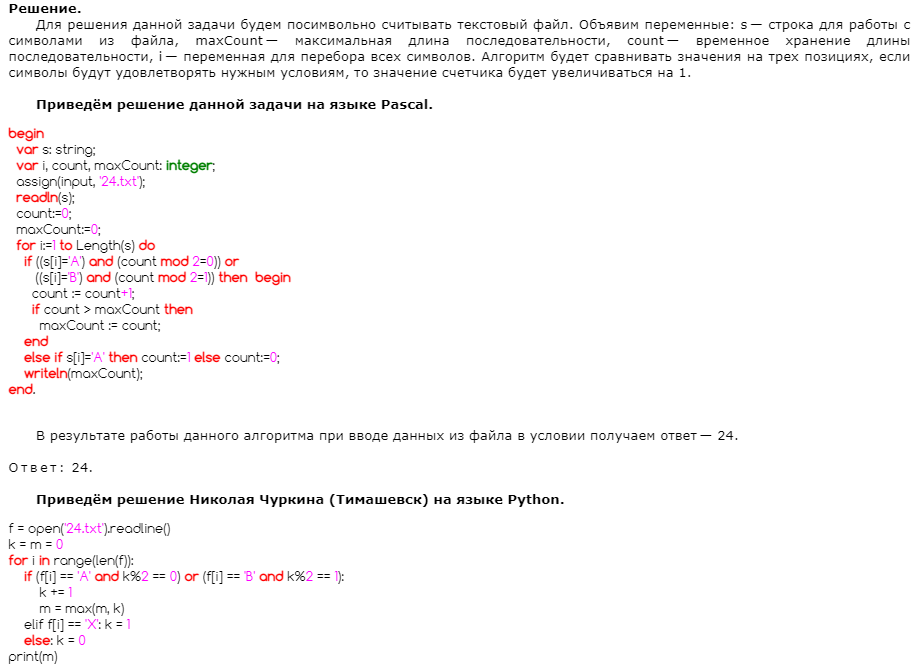 Решение.
Для решения данной задачи будем посимвольно считывать текстовый файл. Объявим переменные: s — строка для работы с
символами из файла, maxCount — максимальная длина последовательности, count — временное хранение длины
последовательности, i — переменная для перебора всех символов. Алгоритм будет сравнивать значения на трех позициях, если
символы будут удовлетворять нужным условиям, то значение счетчика будет увеличиваться на 1.
Приведём решение данной задачи на языке Pascal.
begin
var s: string;
var i, count, maxCount: integer;
assign(input, '24.txt');
readln(s);
count:=0;
maxCount:=0;
for i:=1 to Length(s) do
if ((s[i]='A') and (count mod 2=0)) or
((s[i]='B') and (count mod 2=1)) then begin
count := count+1;
if count > maxCount then
maxCount := count;
end
else if s[i]='A' then count:=1 else count:=0;
writeln(maxCount);
end.
В результате работы данного алгоритма при вводе данных из файла в условии получаем ответ — 24.
Ответ: 24.
Приведём решение Николая Чуркина (Тимашевск) на языке Python.
f = open('24.txt').readline()
k = m = 0
for i in range(len(f)):
if (f[i] == 'A' and k%2 == 0) or (f[i] == 'B' and k%2 == 1):
k += 1
m = max(m, k)
elif f[i] == 'X': k = 1
else: k = 0
print(m)